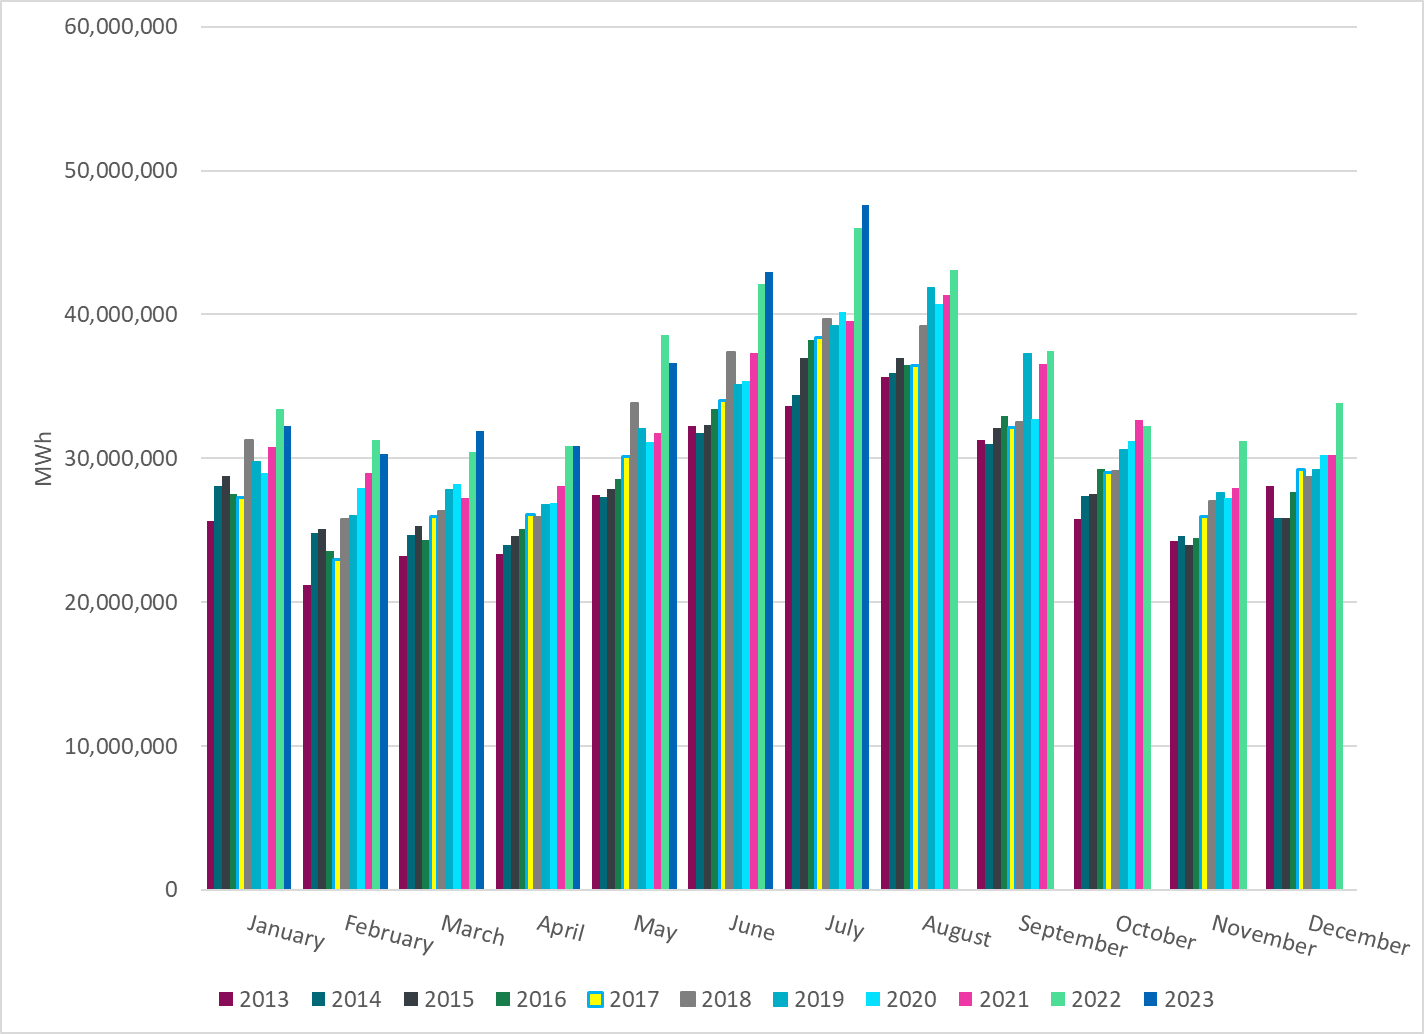 60,000,000
50,000,000
40,000,000
30,000,000
20,000,000
10,000,000
0
MWh
January February March April May June July August September October November December
2013 2014 2015 2016 2017 2018 2019 2020 2021 2022 2023